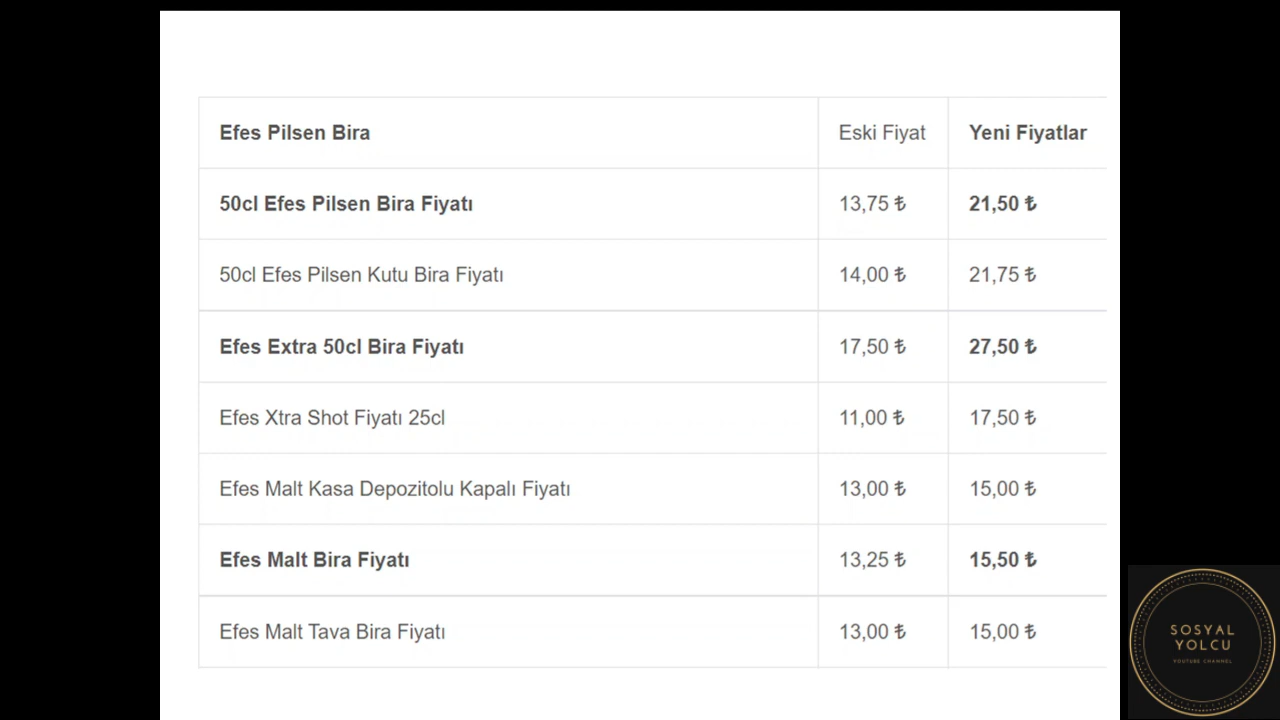 Efes Pilsen Bira Eski Fiyat Yeni Fiyatlar
50cl Efes Pilsen Bira Fiyatı 13,75 ₺ 21,50 ₺
50cl Efes Pilsen Kutu Bira Fiyatı 14,00 ₺ 21,75 ₺
Efes Extra 50cl Bira Fiyatı 17,50 ₺ 27,50 ₺
Efes Xtra Shot Fiyatı 25cl 11,00 ₺ 17,50 ₺
Efes Malt Kasa Depozitolu Kapalı Fiyatı 13,00 ₺ 15,00 ₺
Efes Malt Bira Fiyatı 13,25 ₺ 15,50 ₺
Efes Malt Tava Bira Fiyatı 13,00 ₺ 15,00 ₺
SOSYAL
YOLCU
YOUTUBE CHANNEL